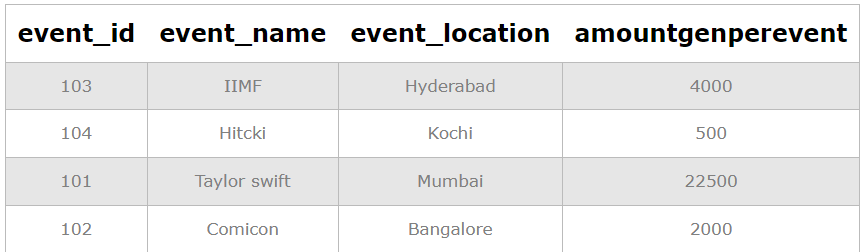 event_id event_name event_location amountgenperevent
103 IIMF Hyderabad 4000
104 Hitcki Kochi 500
101 Taylor swift Mumbai 22500
102 Comicon Bangalore 2000